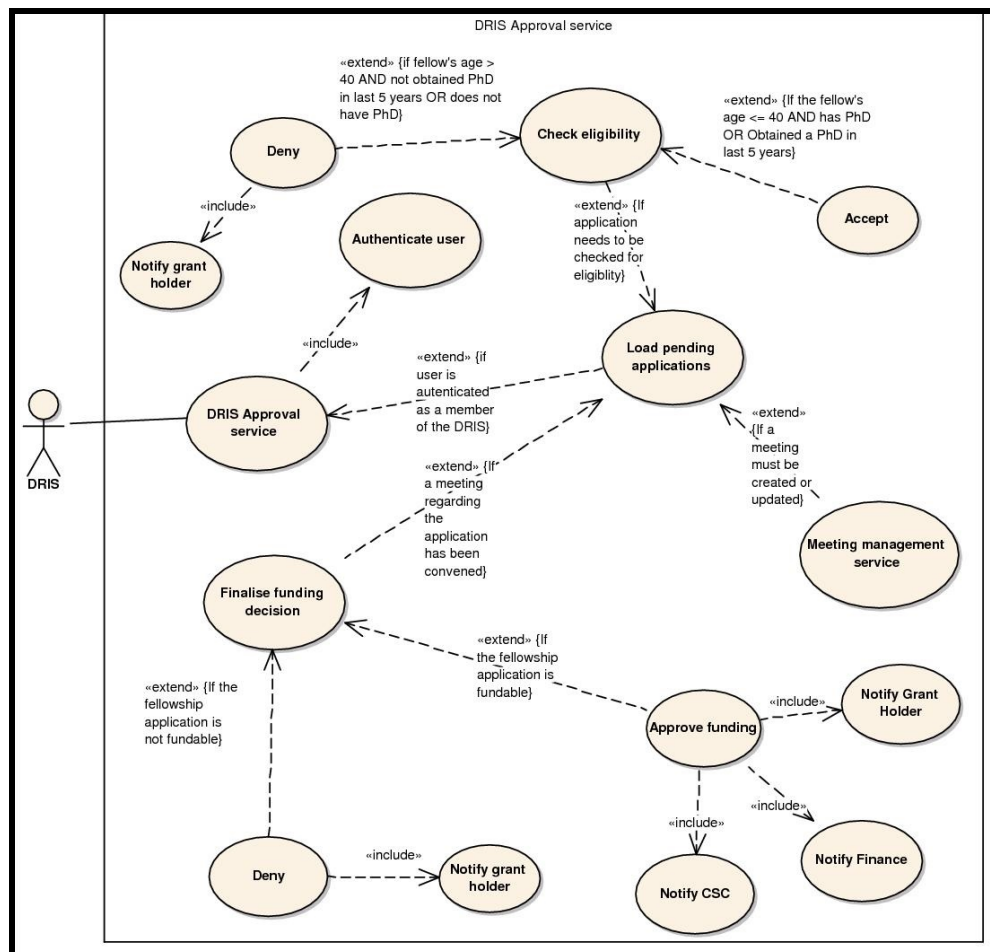 DRIS Approval service
«extend» {if fellow's age >
40 AND not obtained PhD
in last 5 years OR does not
have PhD}
«extend» {If the fellow's
age <= 40 AND has PhD
OR Obtained a PhD in
last 5 years}
Check eligibility
Deny
«include»
Notify grant
holder
Authenticate user
«extend» {If
application
needs to be
checked for
eligiblity}
Accept
«include»
Load pending
applications
«extend» {if
user is
autenticated
as a member
of the DRIS}
DRIS Approval
service
DRIS
«extend»
{If a
meeting
must be
created or
updated}
«extend» {If
a meeting
regarding
the
application
has been
convened}
Meeting management
service
Finalise funding
decision
«extend» {If
the fellowship
application is
fundable}
«extend» {If the
fellowship
application is
not fundable}
Approve funding
«include»
Notify Grant
Holder
«include»
«include»
Notify Finance
Notify CSC
Deny
«include»
Notify grant
holder